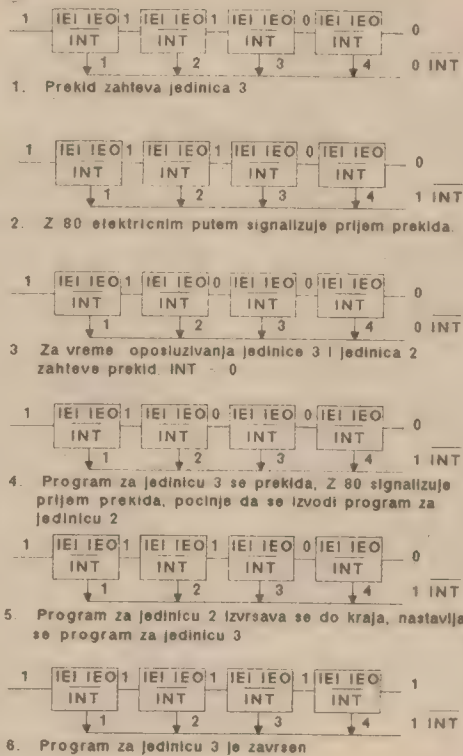 1 IEI IEO 1 IEI IEO 1 IEI IEO 0 IEI IEO 0
INT INT INT INT
1 2 3 4 0 INT
1. Prekid zahteva jedinica 3
1 IEI IEO 1 IEI IEO 1 IEI IEO 0 IEI IEO 0
INT INT INT INT
1 2 3 4 1 INT
2. Z 80 elektricnim putem signalizuje prijem prekida.
1 IEI IEO 1 IEI IEO 0 IEI IEO 0 IEI IEO 0
INT INT INT INT
1 2 3 4 0 INT
3 Za vreme oposluzivanja jedinice 3 i jedinica 2
zahteve prekid. INT - 0
1 IEI IEO 1 IEI IEO 0 IEI IEO 0 IEI IEO 0
INT INT INT INT
1 2 3 4 1 INT
4. Program za jedinicu 3 se prekida, Z 80 signalizuje
prijem prekida, pocinje da se izvodi program za
jedinicu 2
1 IEI IEO 1 IEI IEO 1 IEI IEO 0 IEI IEO 0
INT INT INT INT
1 2 3 4 1 INT
5. Program za jedinicu 2 izvrsava se do kraja, nastavlja
se program za jedinicu 3
1 IEI IEO 1 IEI IEO 1 IEI IEO 1 IEI IEO 1
INT INT INT INT
1 2 3 4 1 INT
6. Program za jedinicu 3 je zavrsen